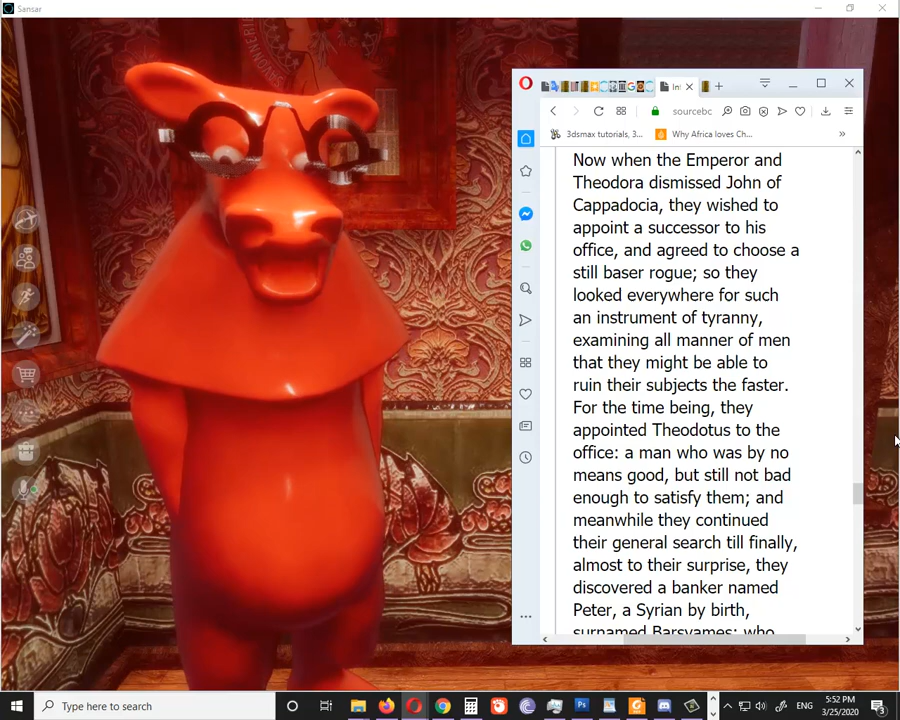 Sansar
In
sourcebc
3dsmax tutorials, 3...
Why Africa loves Ch...
Now when the Emperor and
Theodora dismissed John of
Cappadocia, they wished to
appoint a successor to his
office, and agreed to choose a
still baser rogue; so they
looked everywhere for such
an instrument of tyranny,
examining all manner of men
that they might be able to
ruin their subjects the faster.
For the time being, they
appointed Theodotus to the
office: a man who was by no
means good, but still not bad
enough to satisfy them; and
meanwhile they continued
their general search till finally,
almost to their surprise, they
discovered a banker named
Peter, a Syrian by birth,
surnamed Barsyames; who
Type here to search
ENG
5:52 PM
3/25/2020
3